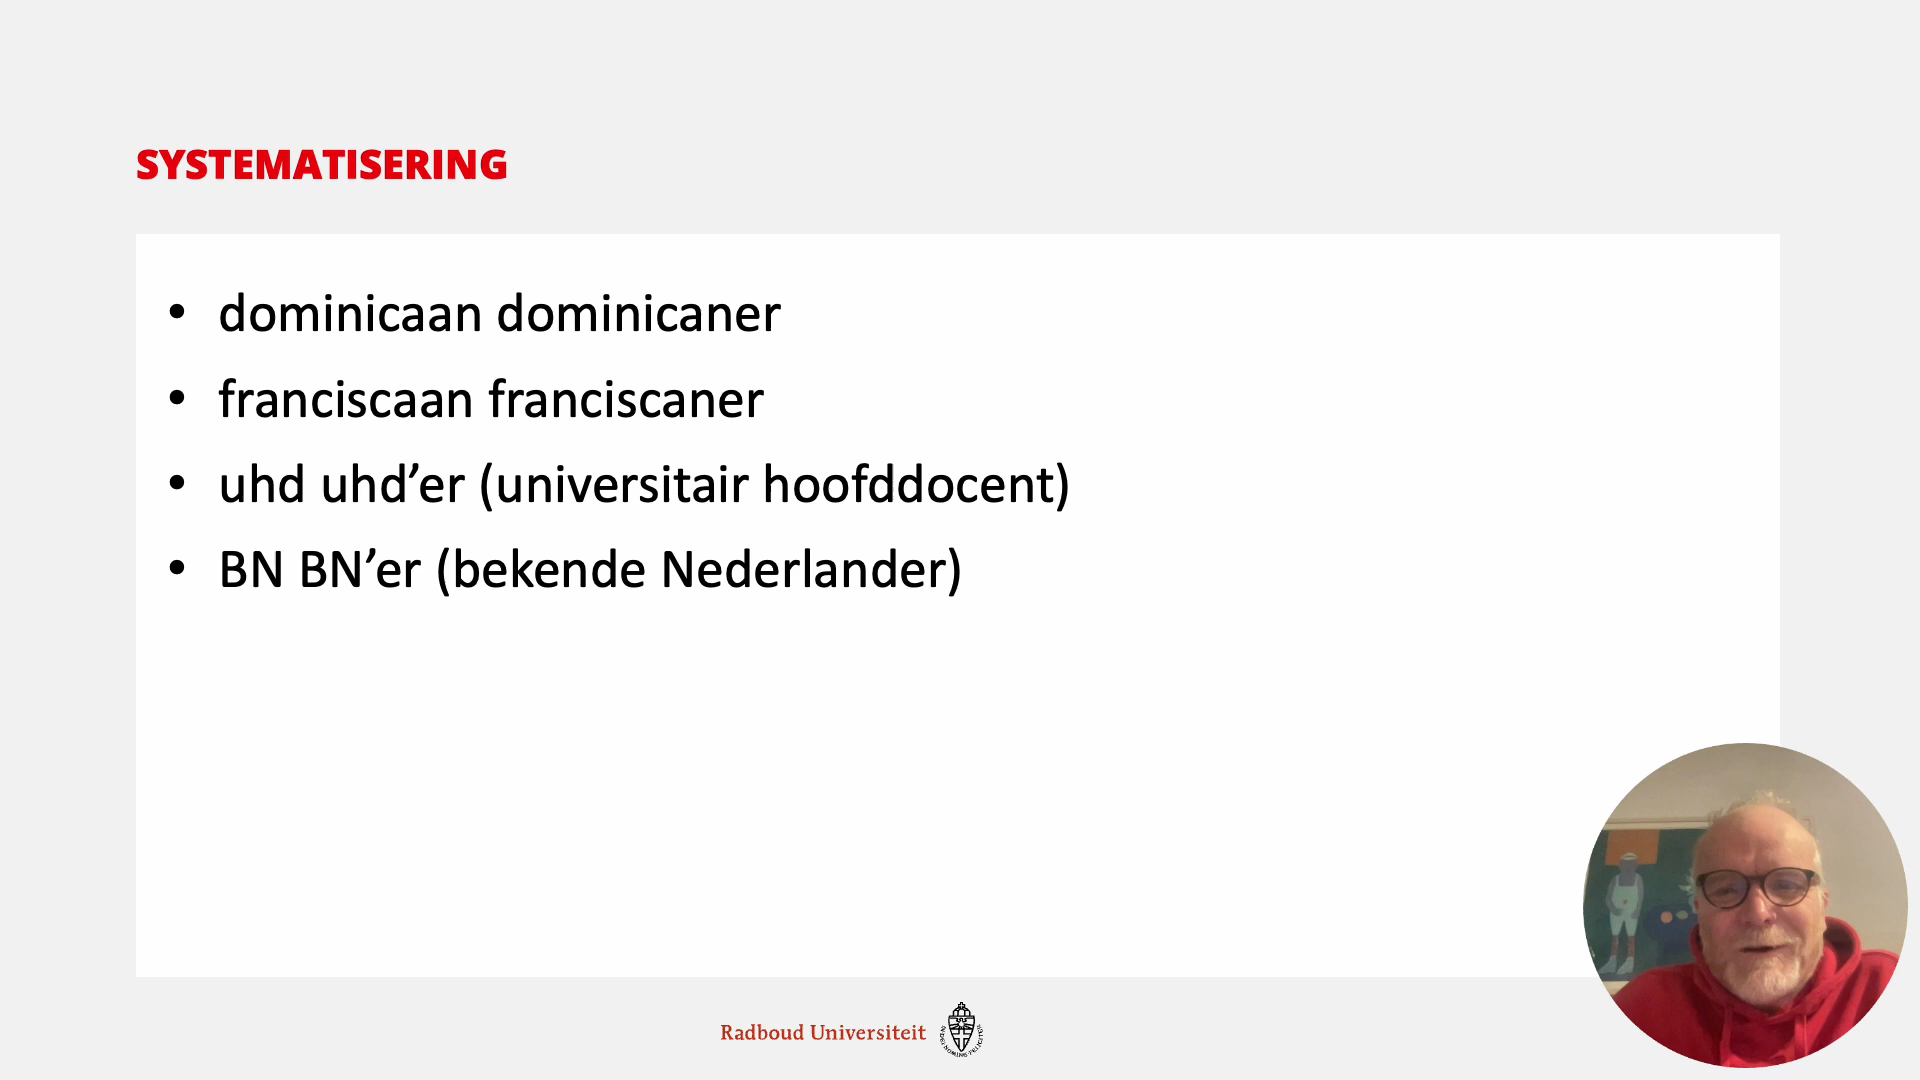 SYSTEMATISERING
• dominicaan dominicaner
• franciscaan franciscaner
• uhd uhd’er (universitair hoofddocent)
• BN BN’er (bekende Nederlander)
Radboud Universiteit